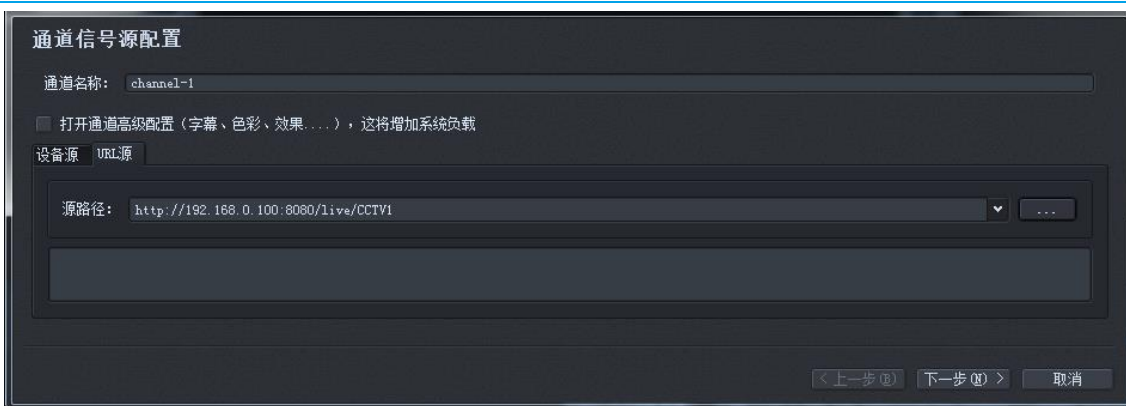 通道信号源配置
通道名称： channel-1
打开通道高级配置（字幕、色彩、效果....），这将增加系统负载
设备源 URL源
源路径： http://192.168.0.100:8080/live/CCTV1 ...
<上一步(B) 下一步(N) > 取消